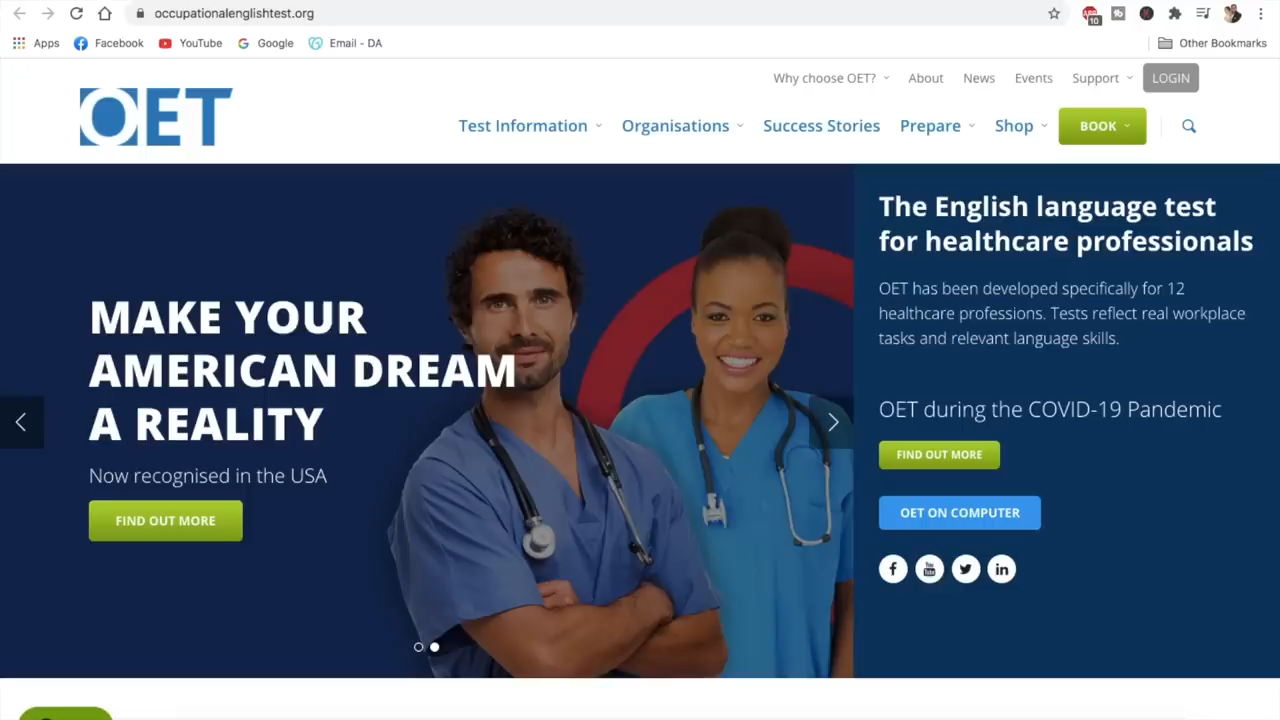 occupationalenglishtest.org
10
Apps Facebook YouTube Google Email - DA Other Bookmarks
Why choose OET? About News Events Support LOGIN
OET
Test Information Organisations Success Stories Prepare Shop BOOK
MAKE YOUR
AMERICAN DREAM
A REALITY
Now recognised in the USA
FIND OUT MORE
The English language test
for healthcare professionals
OET has been developed specifically for 12
healthcare professions. Tests reflect real workplace
tasks and relevant language skills.
OET during the COVID-19 Pandemic
FIND OUT MORE
OET ON COMPUTER
f You Tube in